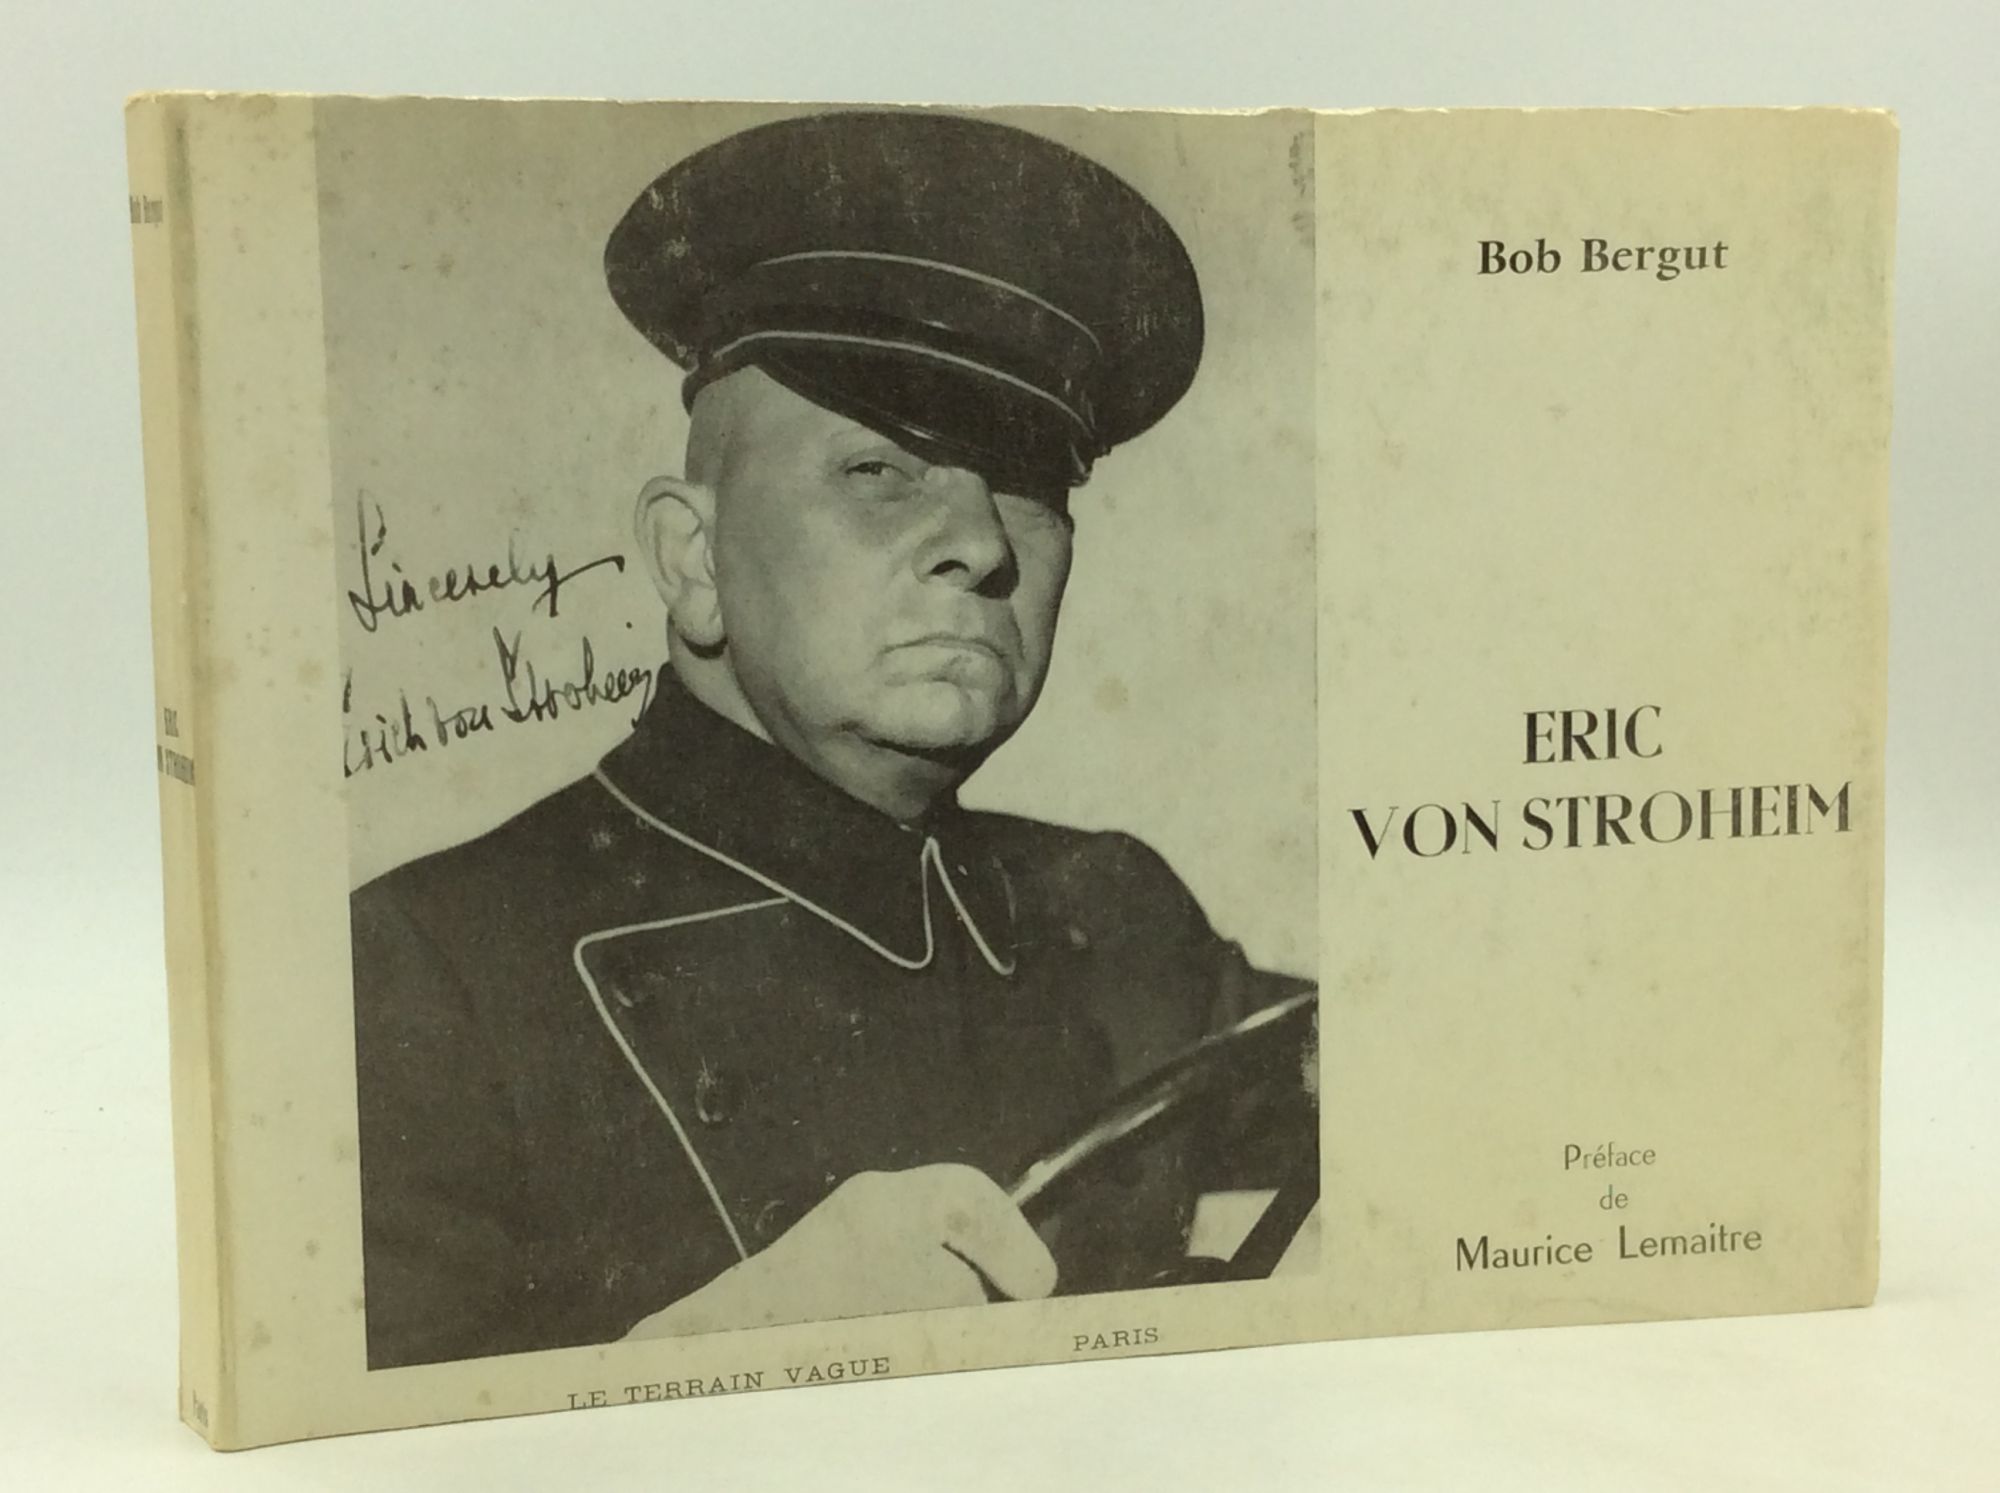 Bob Bergut
ERIC
VON STROHEIM
Préface
de
Maurice Lemaitre
Sincerely
Erich von Stroheim
LE TERRAIN VAGUE PARIS
Bob Bergut
ERIC
VON STROHEIM
Paris